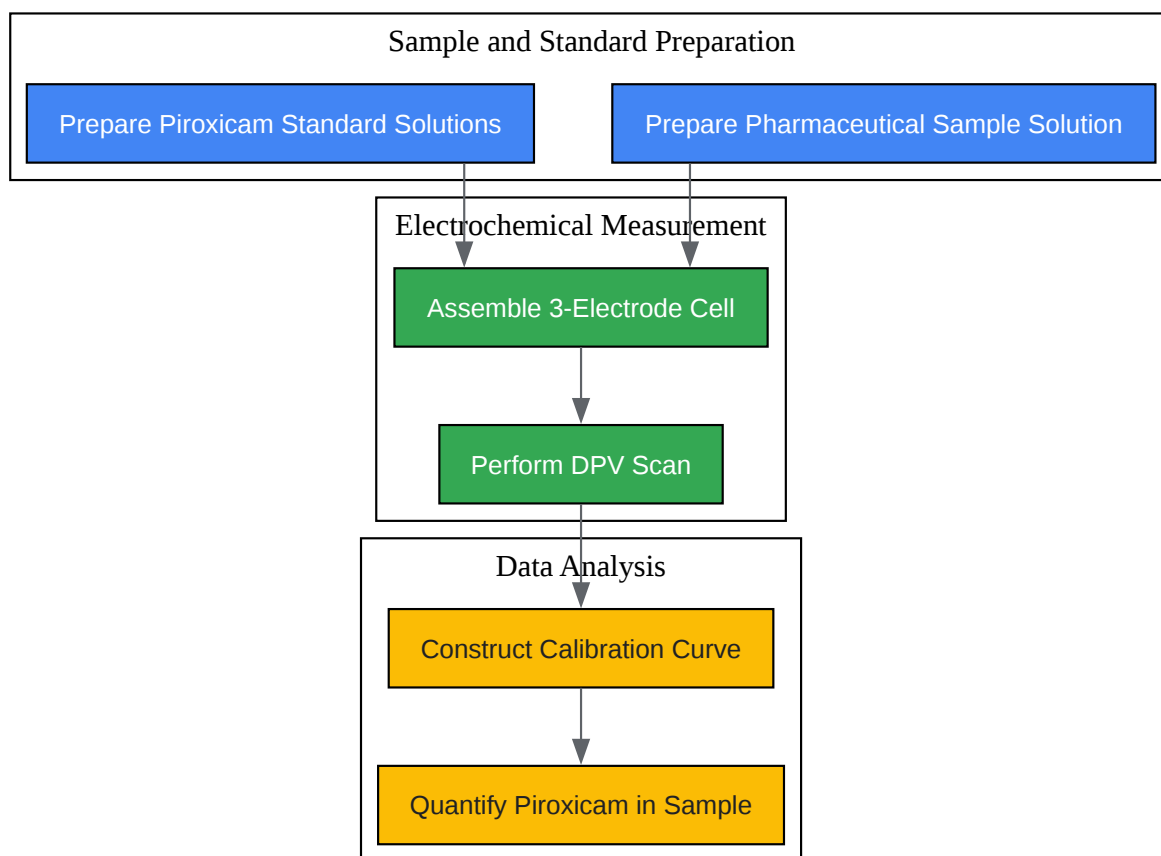 Sample and Standard Preparation
Prepare Piroxicam Standard Solutions
Prepare Pharmaceutical Sample Solution
Electrochemical Measurement
Assemble 3-Electrode Cell
Perform DPV Scan
Data Analysis
Construct Calibration Curve
Quantify Piroxicam in Sample